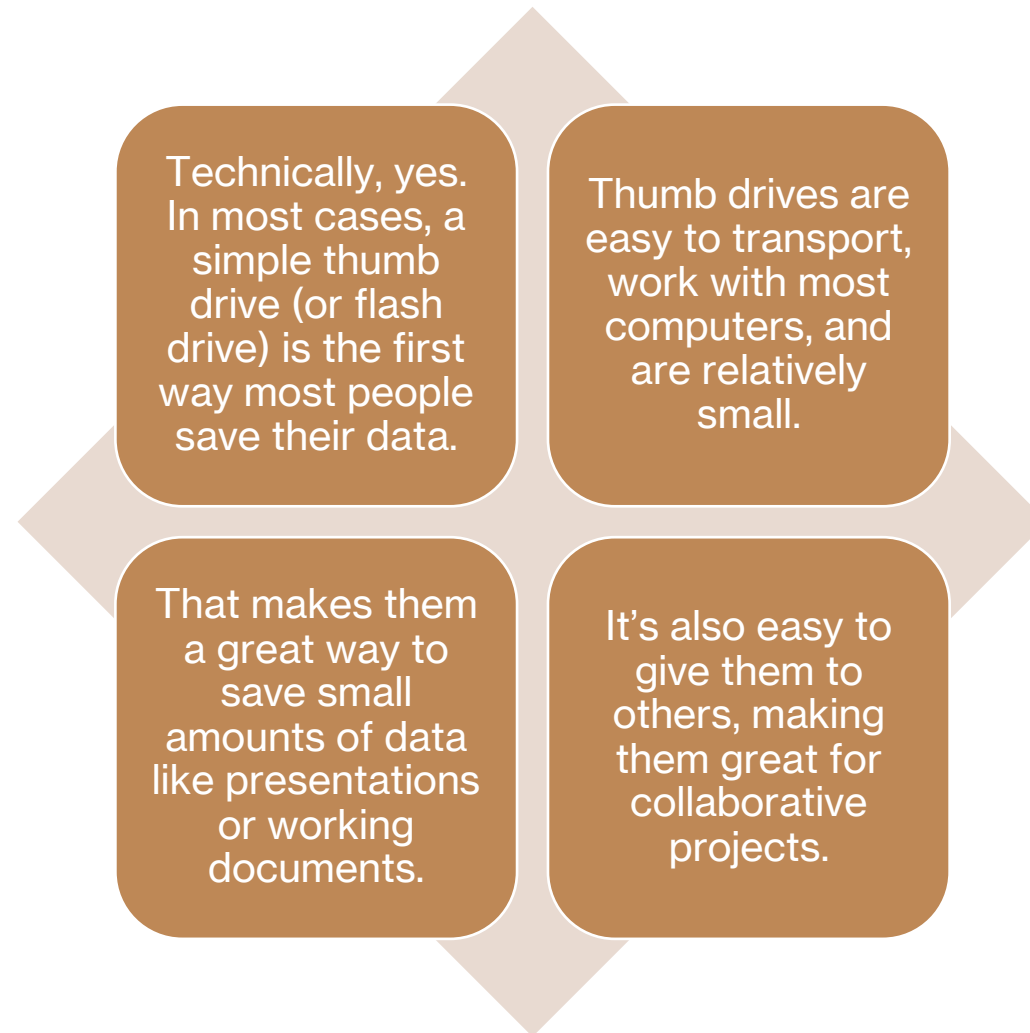 Technically, yes.
In most cases, a
simple thumb
drive (or flash
drive) is the first
way most people
save their data.
Thumb drives are
easy to transport,
work with most
computers, and
are relatively
small.
That makes them
a great way to
save small
amounts of data
like presentations
or working
documents.
It’s also easy to
give them to
others, making
them great for
collaborative
projects.